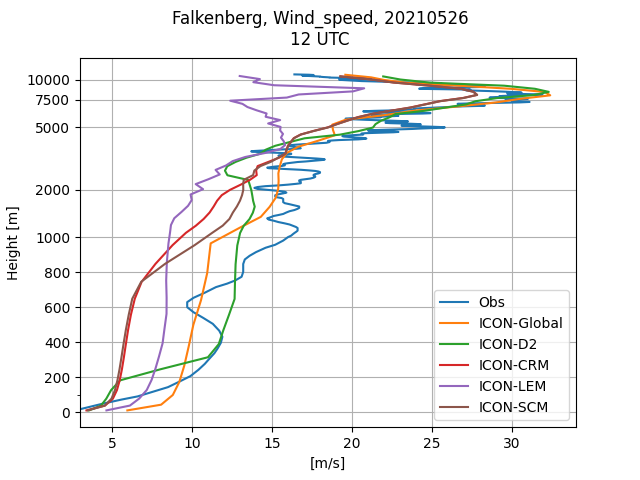 Falkenberg, Wind_speed, 20210526
12 UTC
10000
7500
5000
2000
1000
800
600
400
200
0
Height [m]
5
10
15
20
25
30
[m/s]
Obs
ICON-Global
ICON-D2
ICON-CRM
ICON-LEM
ICON-SCM